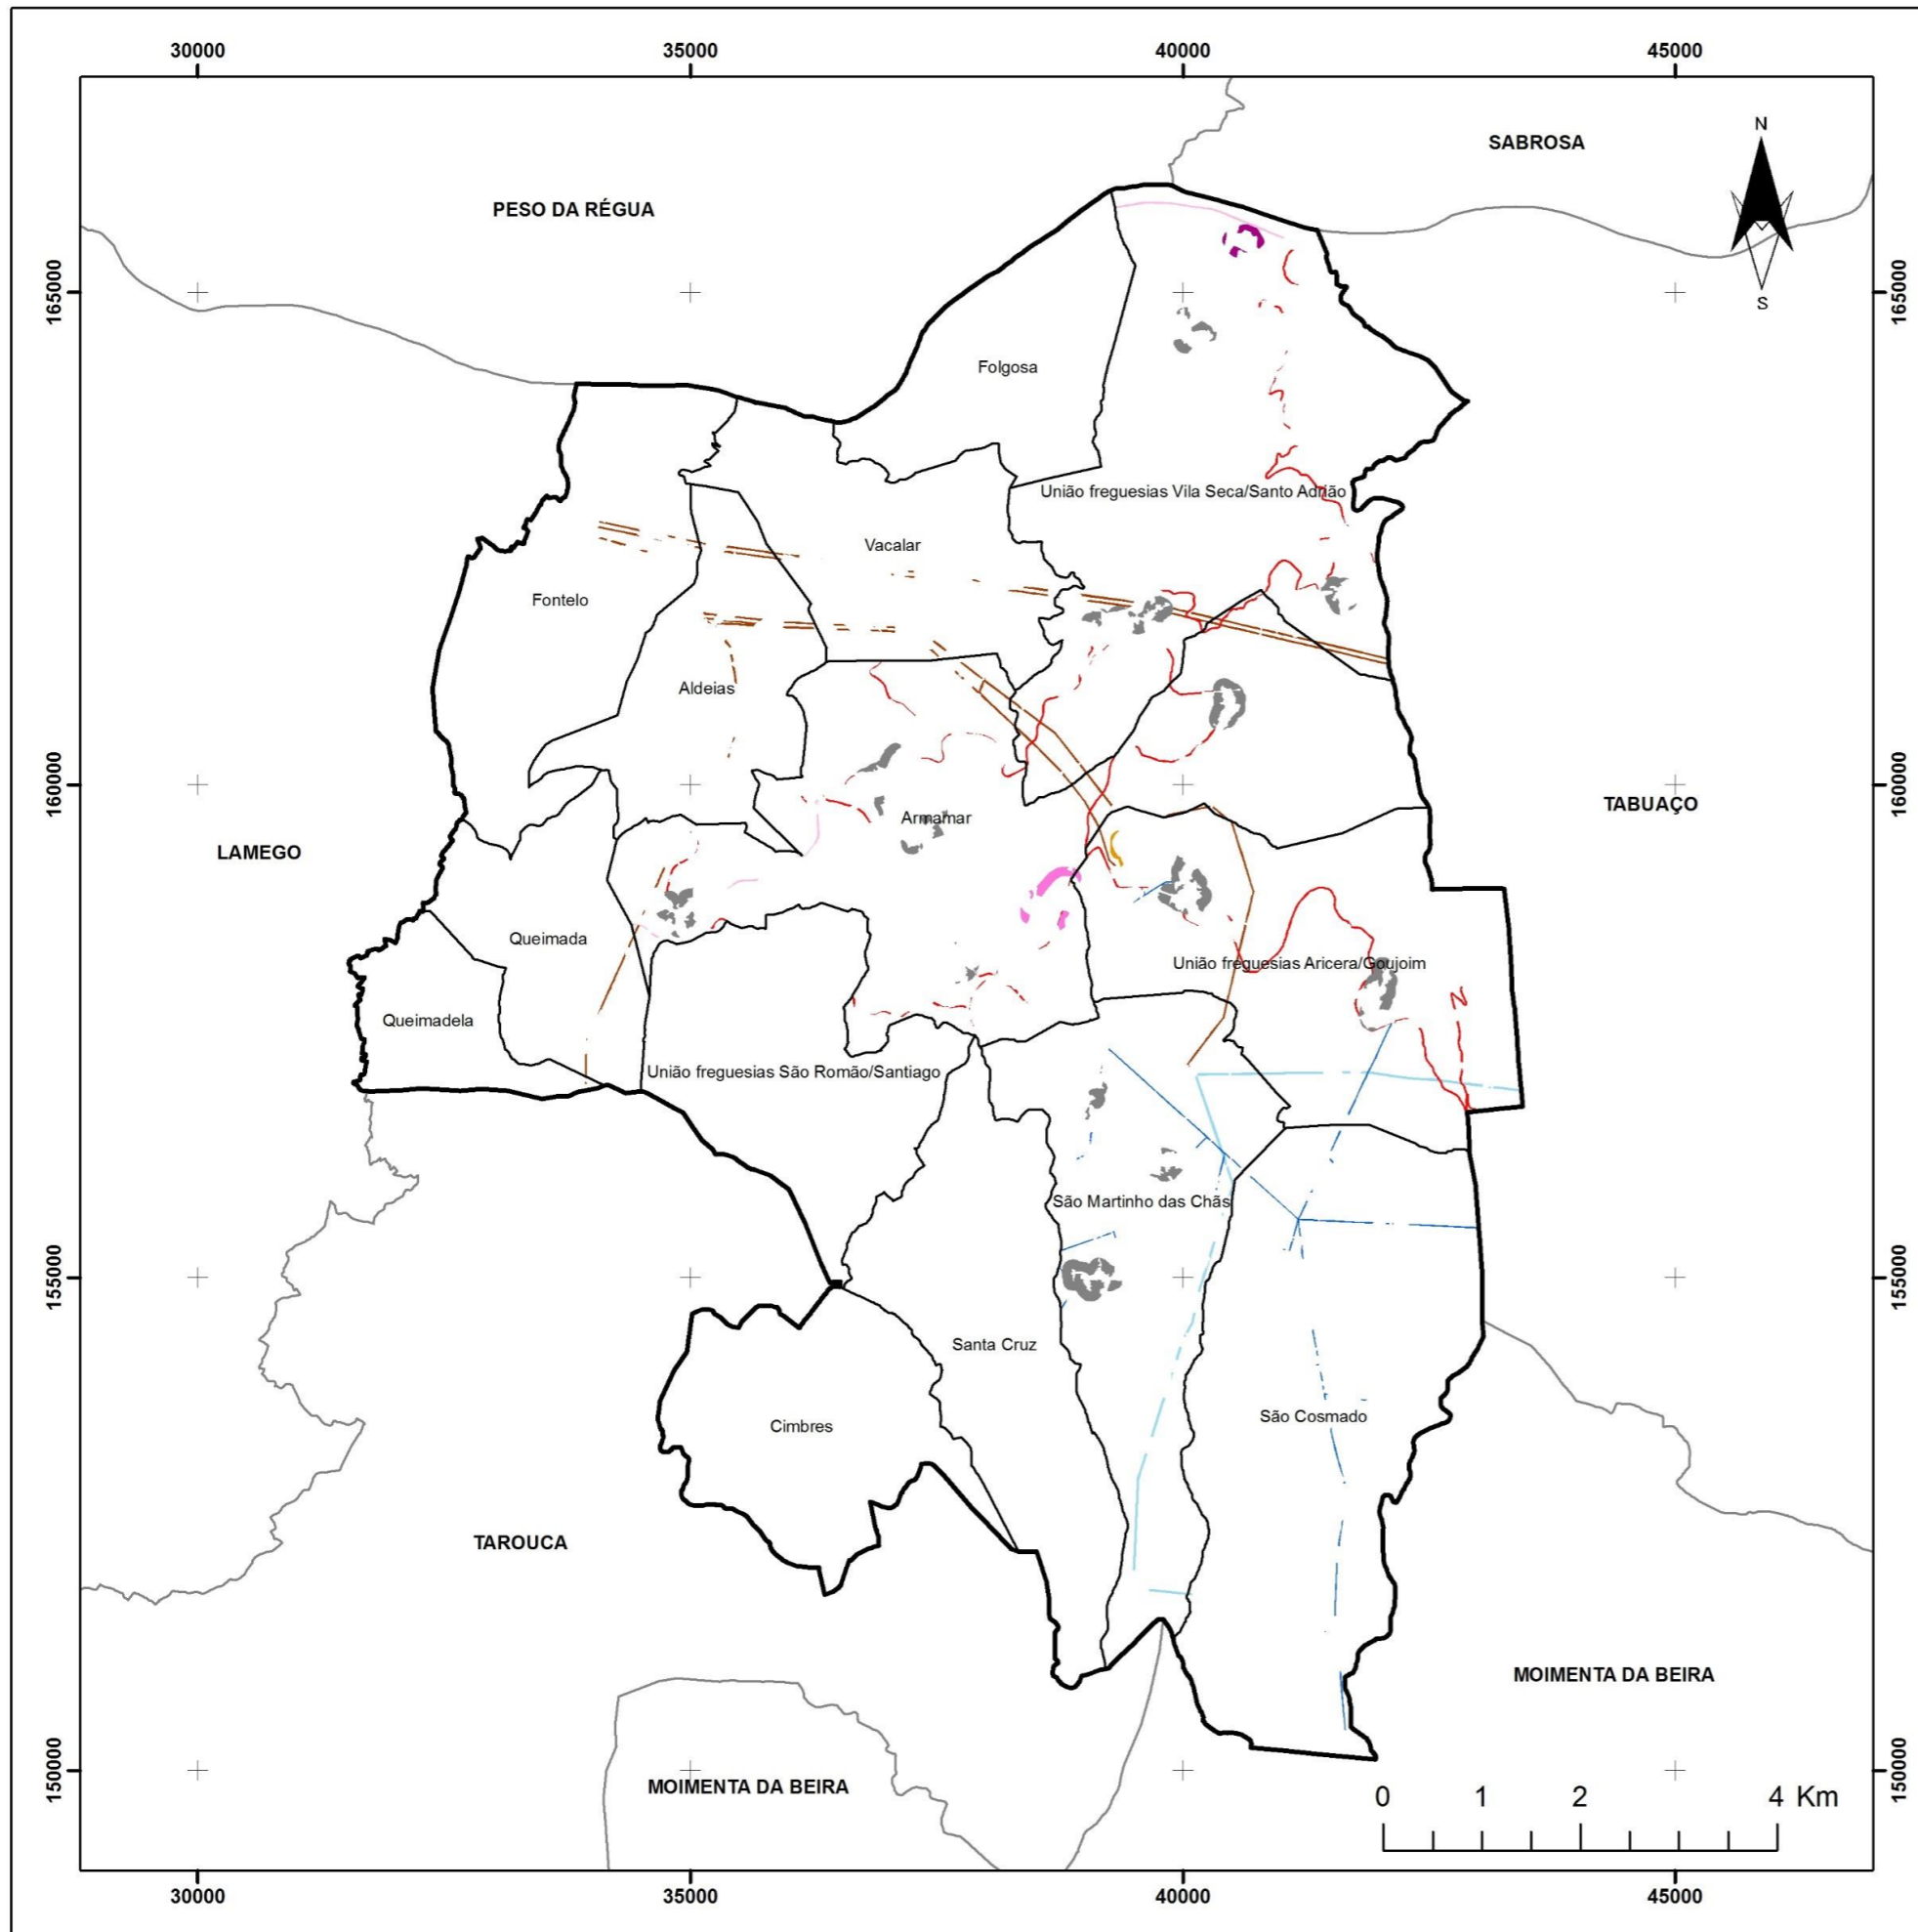 30000 35000 40000 45000
N
SABROSA
PESO DA RÉGUA
165000 165000
S
Folgosa
União freguesias Vila Seca/Santo Adrião
Vacalar
Fontelo
Aldeias
160000 160000
TABUAÇO
Armamar
LAMEGO
Queimada
União freguesias Aricera/Goujoim
Queimadela
União freguesias São Romão/Santiago
São Martinho das Chãs
155000 155000
Santa Cruz
São Cosmado
Cimbres
TAROUCA
MOIMENTA DA BEIRA
150000 150000
MOIMENTA DA BEIRA
0 1 2 4 Km
30000 35000 40000 45000